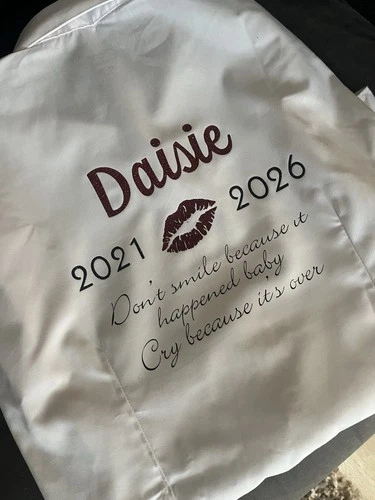 Daisie
2021 2026
Don't smile because it
happened baby
Cry because it's over